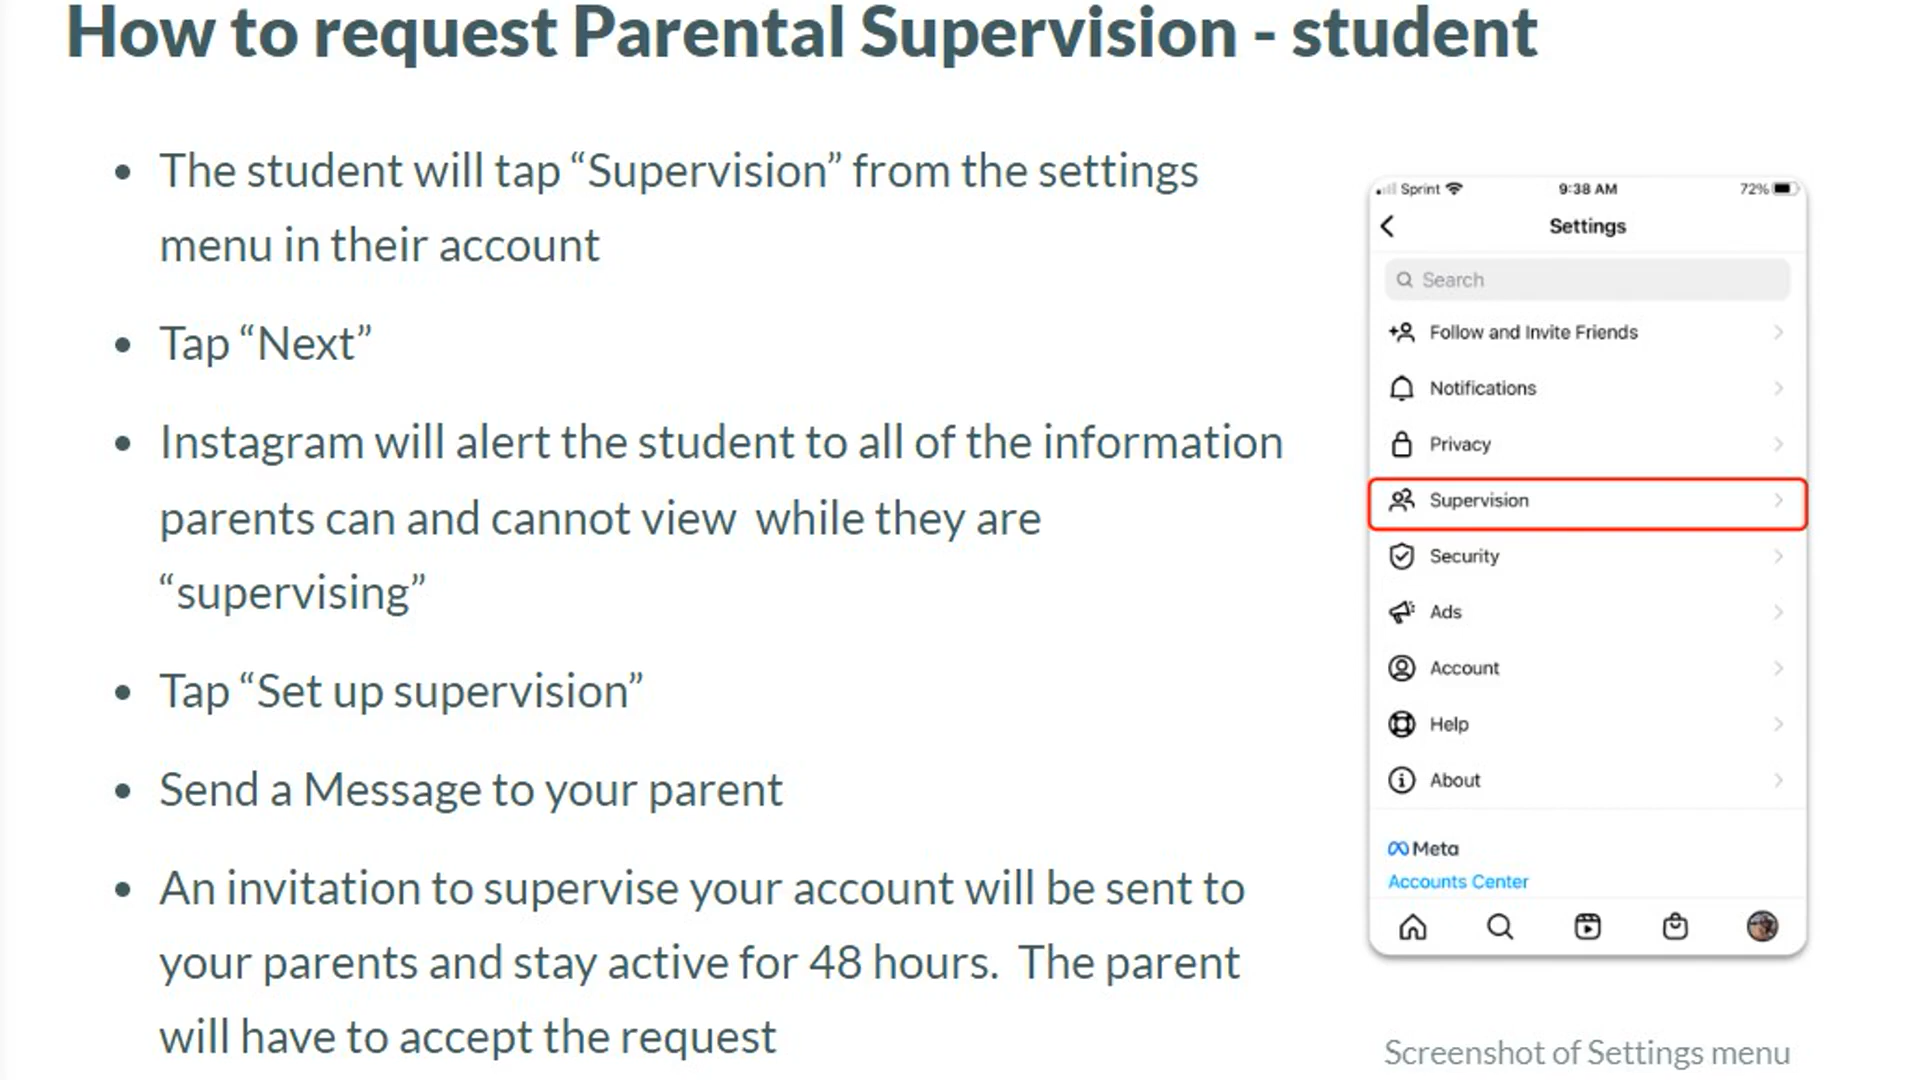 How to request Parental Supervision - student
• The student will tap “Supervision” from the settings
menu in their account
• Tap “Next”
• Instagram will alert the student to all of the information
parents can and cannot view  while they are
“supervising”
• Tap “Set up supervision”
• Send a Message to your parent
• An invitation to supervise your account will be sent to
your parents and stay active for 48 hours.  The parent
will have to accept the request
Sprint 9:38 AM 72%
Settings
Search
Follow and Invite Friends
Notifications
Privacy
Supervision
Security
Ads
Account
Help
About
Meta
Accounts Center
Screenshot of Settings menu